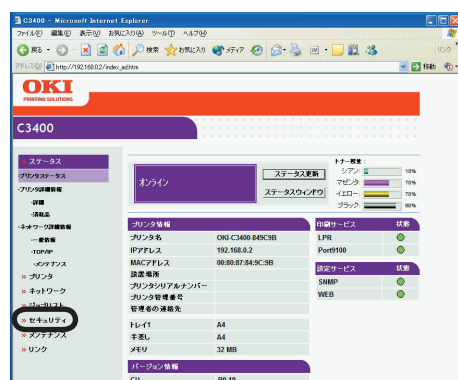 C3400 - Microsoft Internet Explorer
ファイル(F) 編集(E) 表示(V) お気に入り(A) ツール(T) ヘルプ(H)
戻る 検索 お気に入り メディア
アドレス(D) http://192.168.0.2/index_ad.htm 移動
OKI
PRINTING SOLUTIONS
C3400
ステータス
・プリンタステータス
・プリンタ詳細情報
・詳細
・消耗品
・ネットワーク詳細情報
・一般情報
・TCP/IP
・メンテナンス
» プリンタ
» ネットワーク
» ジョブリスト
» セキュリティ
» メンテナンス
» リンク
オンライン
ステータス更新
ステータスウィンドウ
トナー残量:
シアン: 10%
マゼンタ: 70%
イエロー: 70%
ブラック: 90%
プリンタ情報
プリンタ名 OKI-C3400-849C9B
IPアドレス 192.168.0.2
MACアドレス 00:80:87:84:9C:9B
設置場所
プリンタシリアルナンバー
プリンタ管理番号
管理者の連絡先
トレイ1 A4
手差し A4
メモリ 32 MB
バージョン情報
CU B0.19
印刷サービス 状態
LPR
Port9100
設定サービス 状態
SNMP
WEB